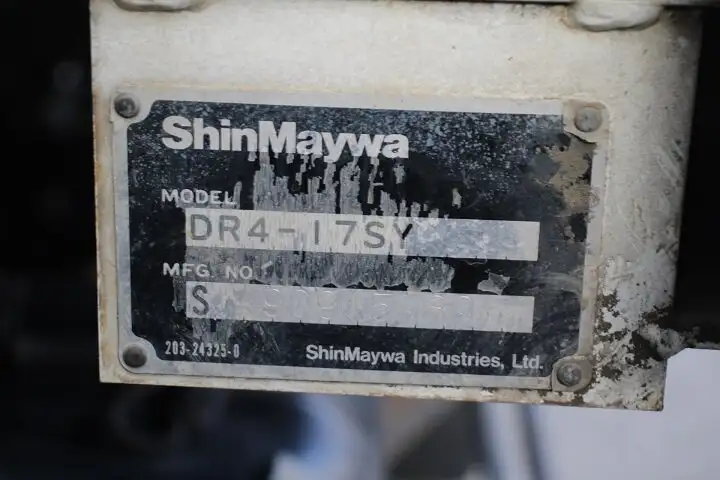 ShinMaywa
MODEL
DR4-17SY
MFG. NO.
S
203-24325-0
ShinMaywa Industries, Ltd.